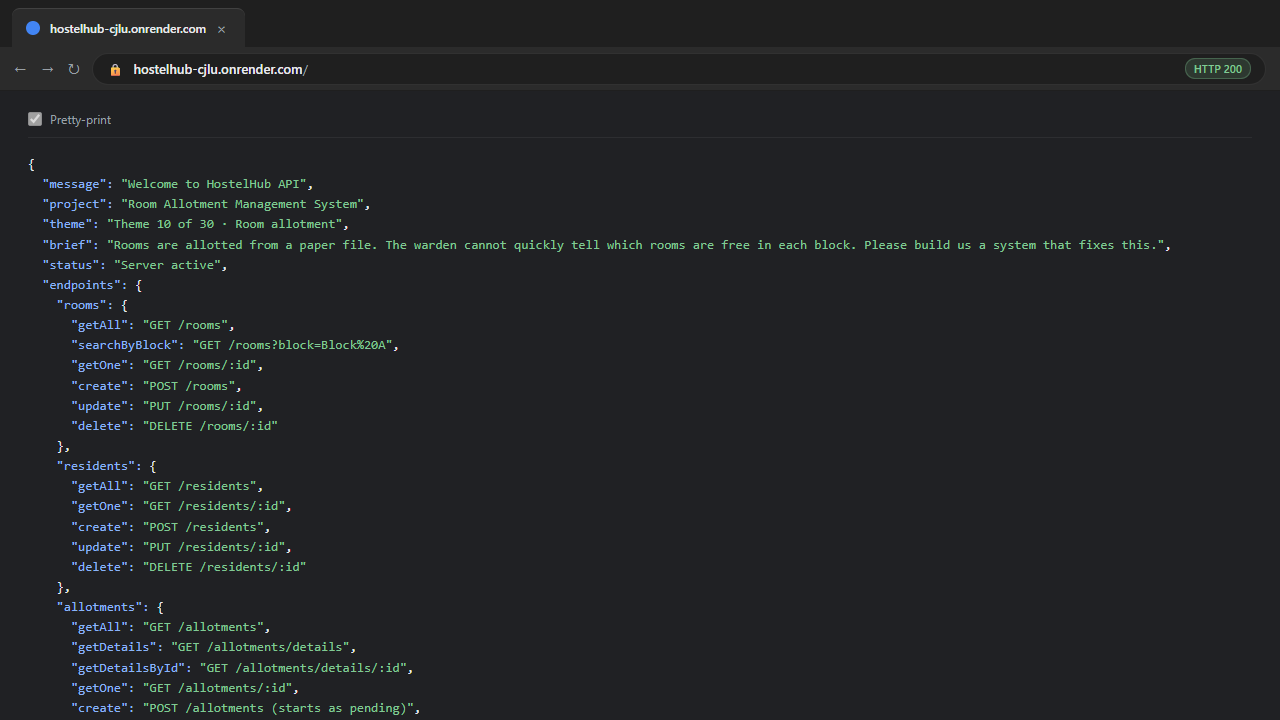 hostelhub-cjlu.onrender.com ×
← → ↻ hostelhub-cjlu.onrender.com/ HTTP 200
Pretty-print
{
  "message": "Welcome to HostelHub API",
  "project": "Room Allotment Management System",
  "theme": "Theme 10 of 30 · Room allotment",
  "brief": "Rooms are allotted from a paper file. The warden cannot quickly tell which rooms are free in each block. Please build us a system that fixes this.",
  "status": "Server active",
  "endpoints": {
    "rooms": {
      "getAll": "GET /rooms",
      "searchByBlock": "GET /rooms?block=Block%20A",
      "getOne": "GET /rooms/:id",
      "create": "POST /rooms",
      "update": "PUT /rooms/:id",
      "delete": "DELETE /rooms/:id"
    },
    "residents": {
      "getAll": "GET /residents",
      "getOne": "GET /residents/:id",
      "create": "POST /residents",
      "update": "PUT /residents/:id",
      "delete": "DELETE /residents/:id"
    },
    "allotments": {
      "getAll": "GET /allotments",
      "getDetails": "GET /allotments/details",
      "getDetailsById": "GET /allotments/details/:id",
      "getOne": "GET /allotments/:id",
      "create": "POST /allotments (starts as pending)",